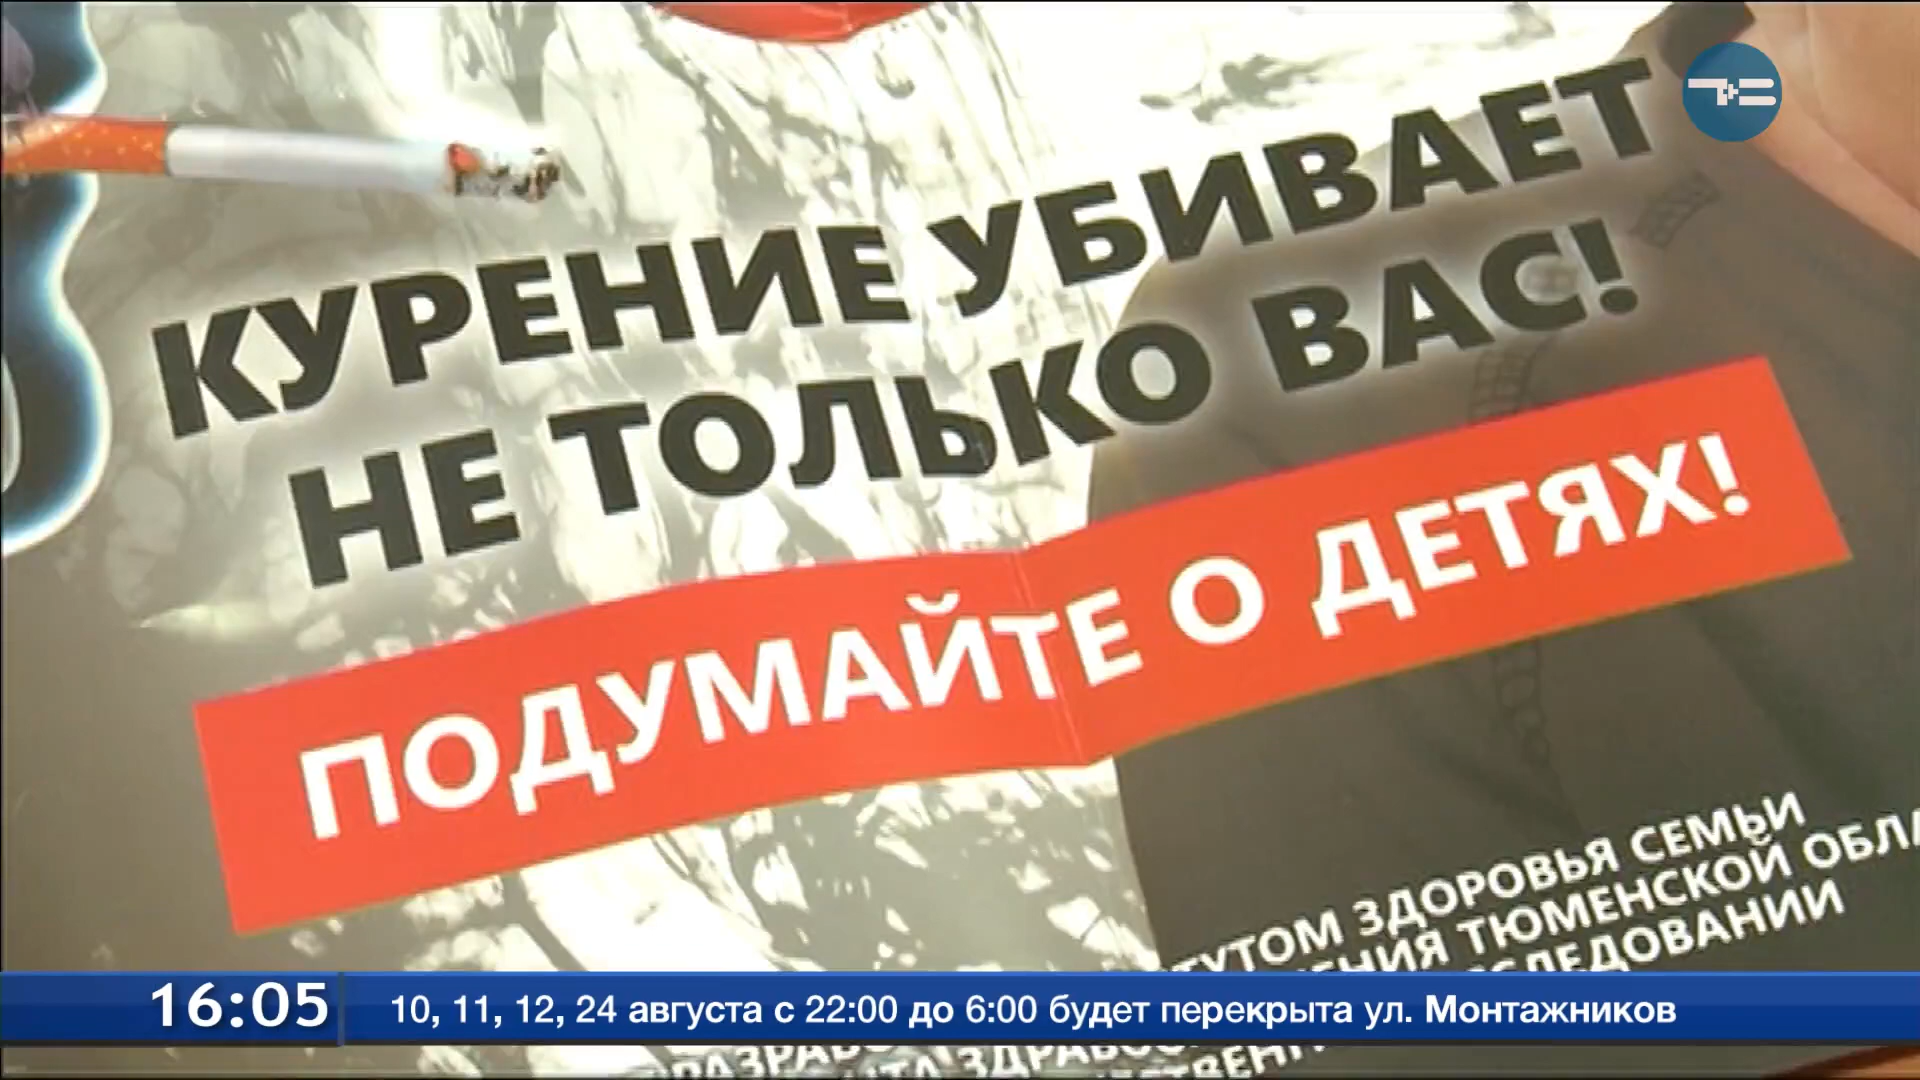 КУРЕНИЕ УБИВАЕТ
НЕ ТОЛЬКО ВАС!
ПОДУМАЙТЕ О ДЕТЯХ!
ЗДОРОВЬЯ СЕМЬИ
ТЮМЕНСКОЙ
16:05
10, 11, 12, 24 августа с 22:00 до 6:00 будет перекрыта ул. Монтажников